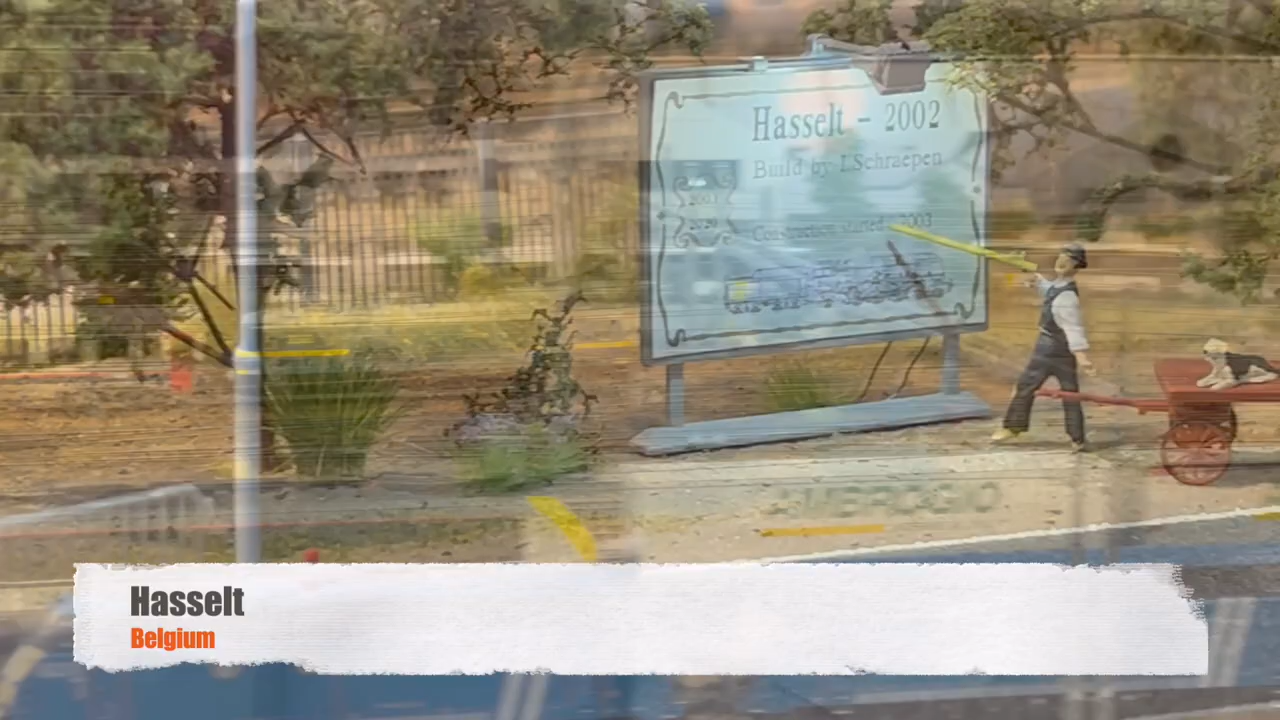 Hasselt - 2002
Build by L.Schraepen
Construction started : 2003
Hasselt
Belgium